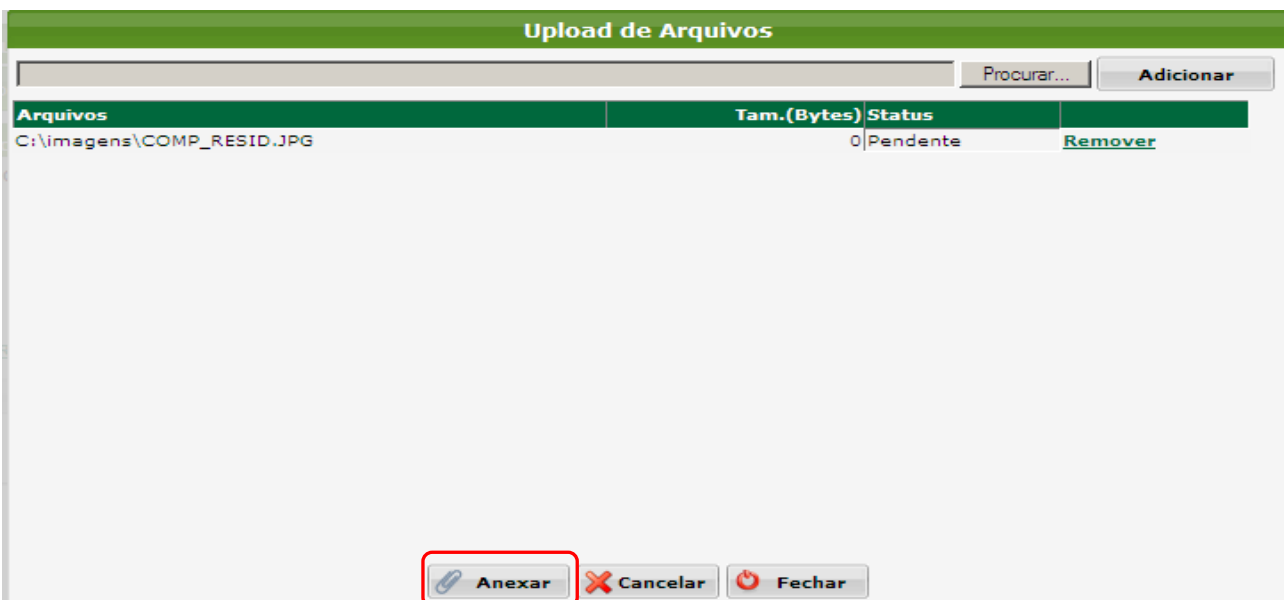 Upload de Arquivos
Procurar... Adicionar
Arquivos Tam.(Bytes) Status
C:\imagens\COMP_RESID.JPG 0 Pendente Remover
Anexar Cancelar Fechar